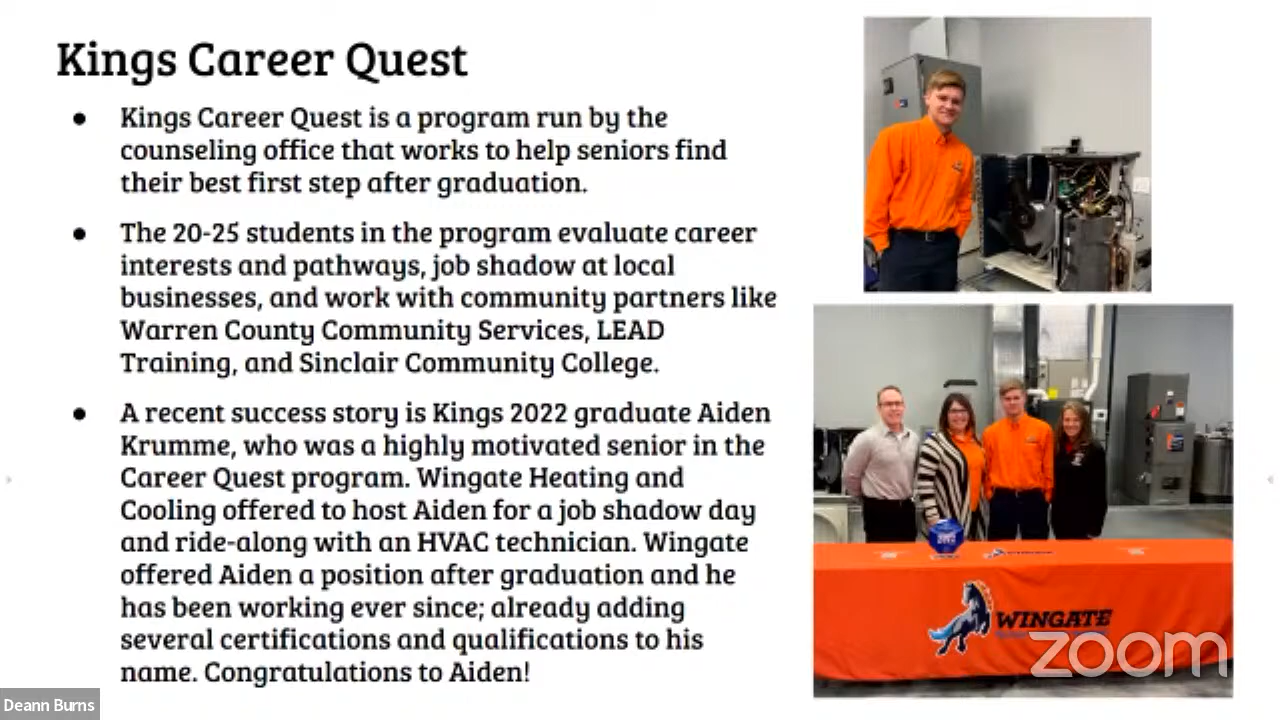 Kings Career Quest
● Kings Career Quest is a program run by the
counseling office that works to help seniors find
their best first step after graduation.
● The 20-25 students in the program evaluate career
interests and pathways, job shadow at local
businesses, and work with community partners like
Warren County Community Services, LEAD
Training, and Sinclair Community College.
● A recent success story is Kings 2022 graduate Aiden
Krumme, who was a highly motivated senior in the
Career Quest program. Wingate Heating and
Cooling offered to host Aiden for a job shadow day
and ride-along with an HVAC technician. Wingate
offered Aiden a position after graduation and he
has been working ever since; already adding
several certifications and qualifications to his
name. Congratulations to Aiden!
WINGATE
zoom
Deann Burns